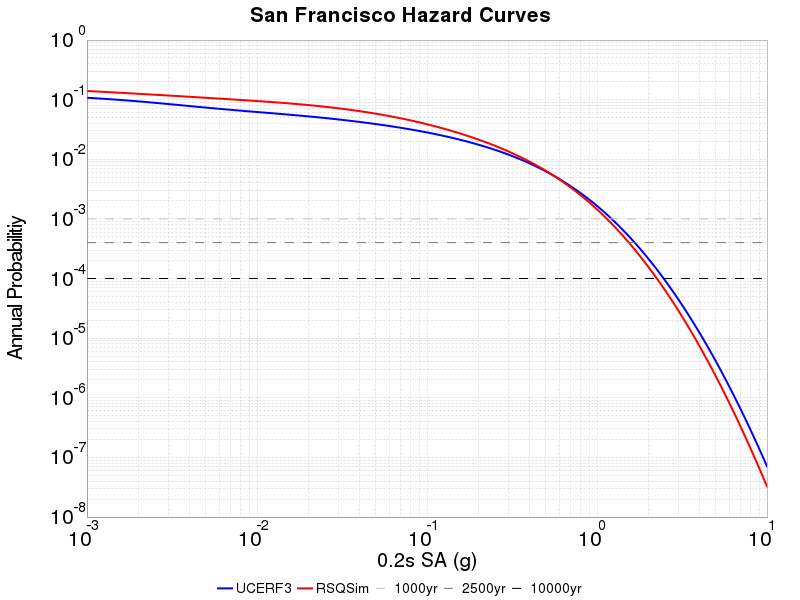 San Francisco Hazard Curves
Annual Probabilitiy
10^0
10^-1
10^-2
10^-3
10^-4
10^-5
10^-6
10^-7
10^-8
10^-3 10^-2 10^-1 10^0 10^1
0.2s SA (g)
UCERF3 RSQSim 1000yr 2500yr 10000yr